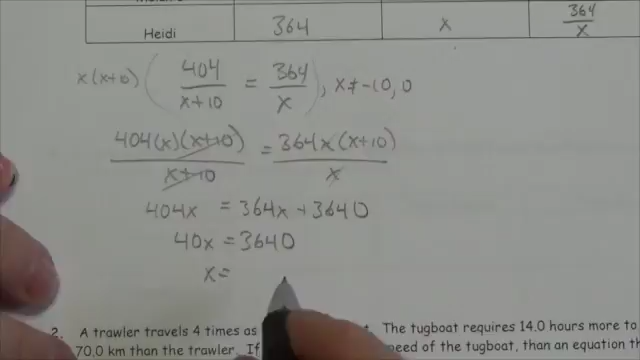 Heidi 364 x 364/x
x(x+10) ( 404/x+10 = 364/x ), x≠-10,0
404(x)(x+10)/x+10 = 364x(x+10)/x
404x = 364x+3640
40x = 3640
x=
2. A trawler travels 4 times as t. The tugboat requires 14.0 hours more to
70.0 km than the trawler. If eed of the tugboat, than an equation th